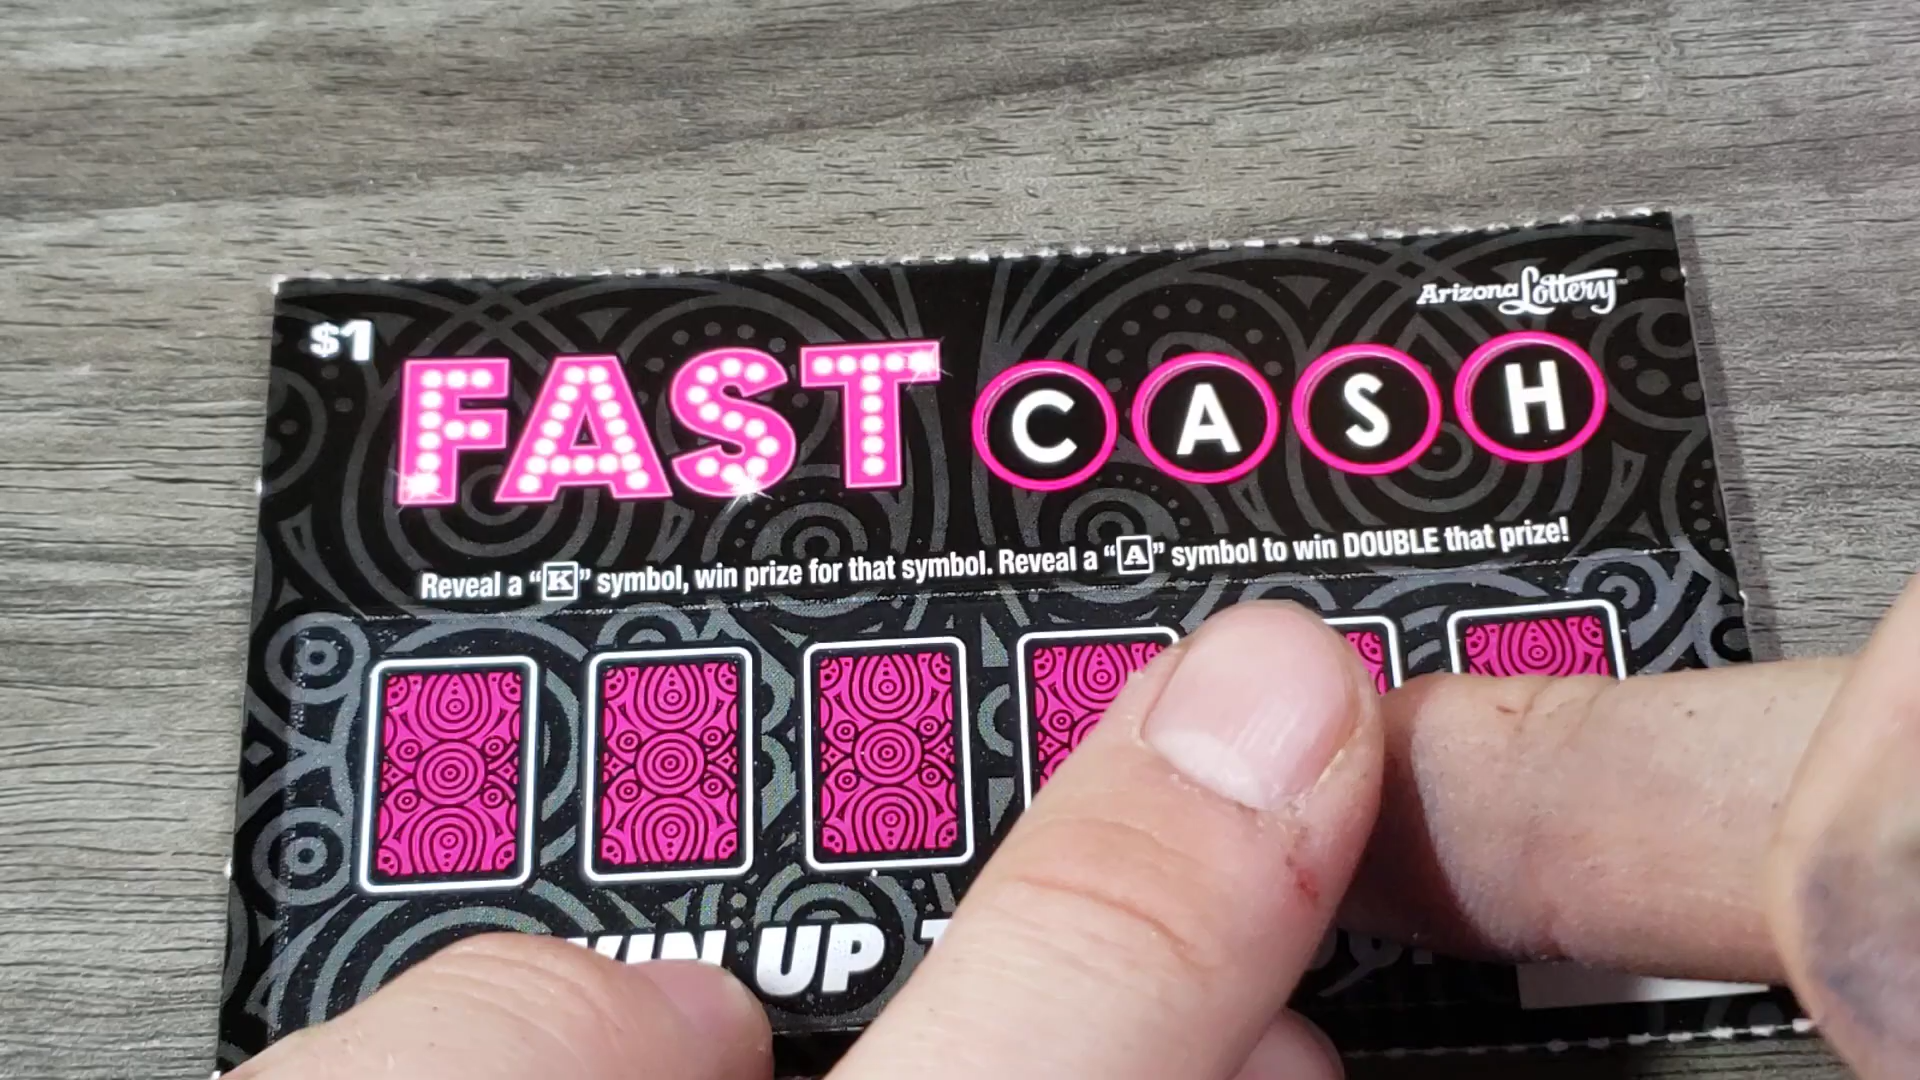 Arizona Lottery
$1
FAST CASH
Reveal a “K” symbol, win prize for that symbol. Reveal a “A” symbol to win DOUBLE that prize!
WIN UP